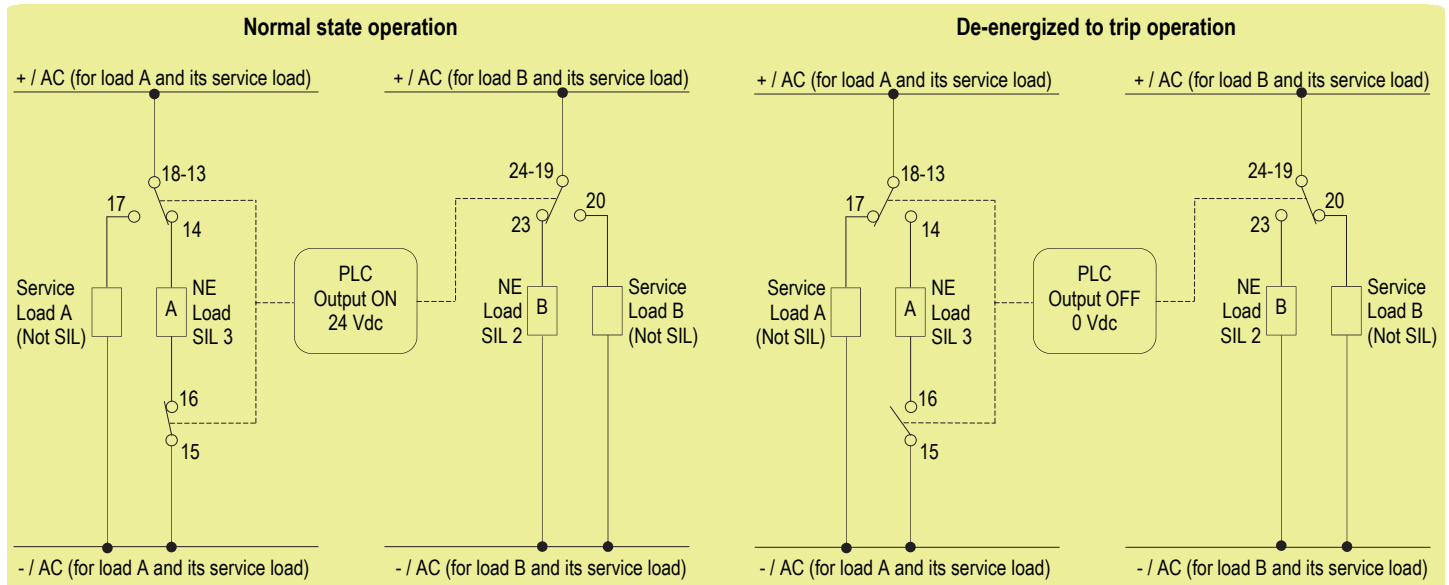 Normal state operation
+ / AC (for load A and its service load)
+ / AC (for load B and its service load)
18-13
17
14
Service
Load A
(Not SIL)
A
NE
Load
SIL 3
16
15
PLC
Output ON
24 Vdc
24-19
23
20
NE
Load
SIL 2
B
Service
Load B
(Not SIL)
- / AC (for load A and its service load)
- / AC (for load B and its service load)
De-energized to trip operation
+ / AC (for load A and its service load)
+ / AC (for load B and its service load)
18-13
17
14
Service
Load A
(Not SIL)
A
NE
Load
SIL 3
16
15
PLC
Output OFF
0 Vdc
24-19
23
20
NE
Load
SIL 2
B
Service
Load B
(Not SIL)
- / AC (for load A and its service load)
- / AC (for load B and its service load)